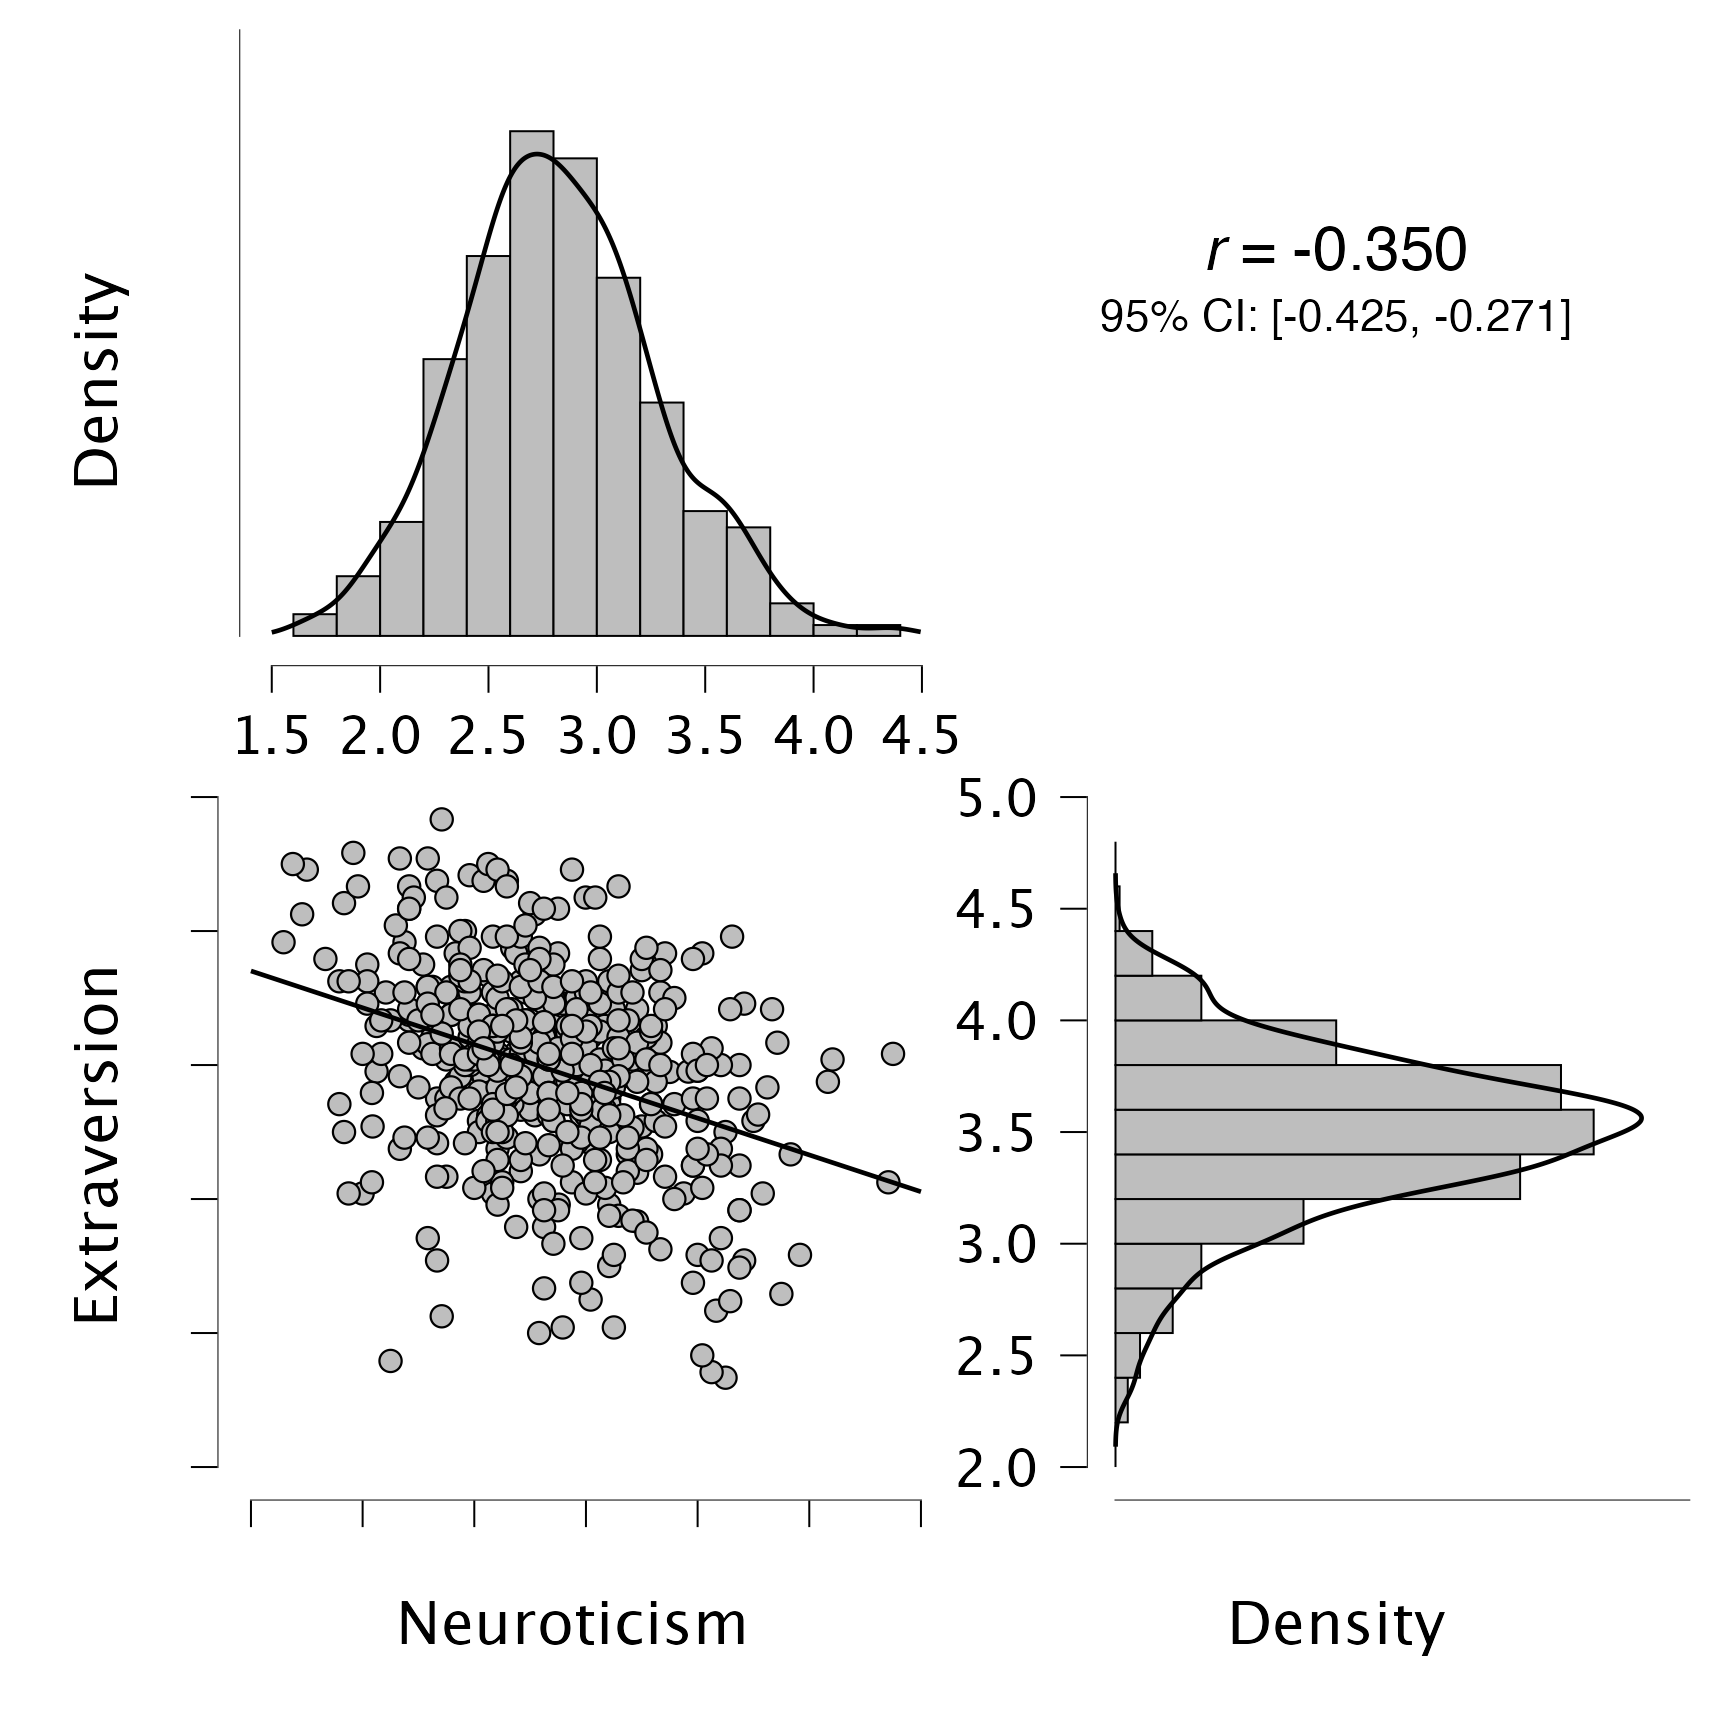 Density
r = -0.350
95% CI: [-0.425, -0.271]
1.5 2.0 2.5 3.0 3.5 4.0 4.5
Extraversion
5.0
4.5
4.0
3.5
3.0
2.5
2.0
Neuroticism
Density